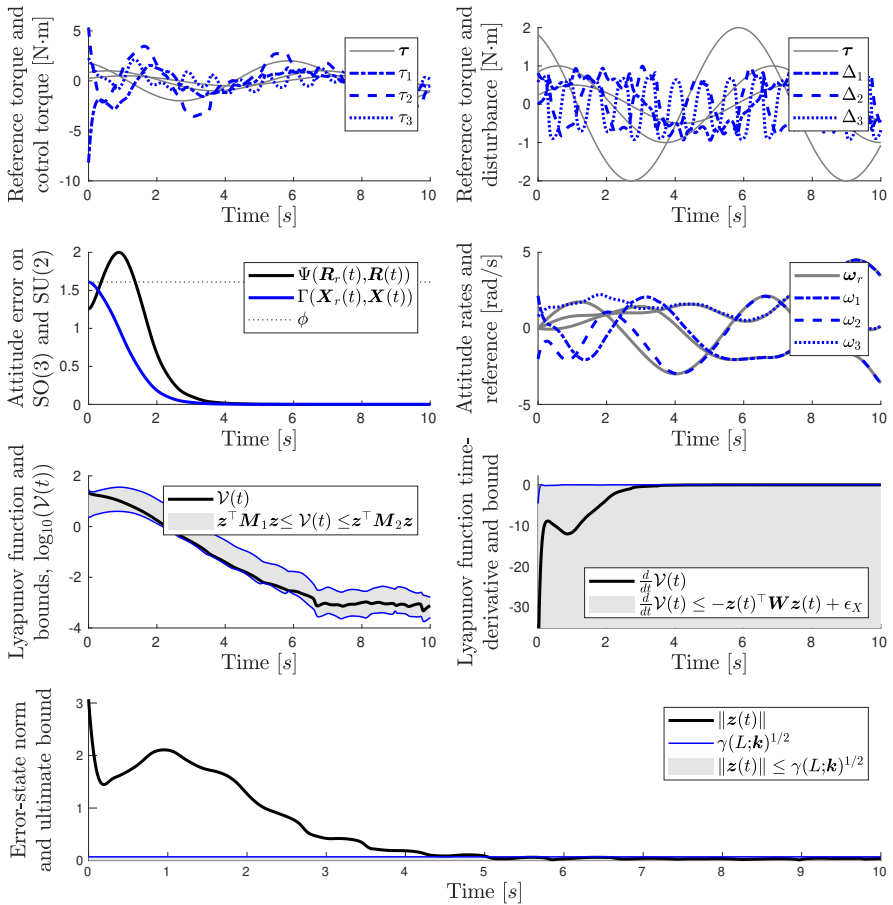 Reference torque and
cotrol torque [N·m]
5
0
-5
-10
0
2
4
6
8
10
Time [s]
τ
τ₁
τ₂
τ₃
Reference torque and
disturbance [N·m]
2
1
0
-1
-2
0
2
4
6
8
10
Time [s]
τ
Δ₁
Δ₂
Δ₃
Attitude error on
SO(3) and SU(2)
2
1.5
1
0.5
0
0
2
4
6
8
10
Time [s]
Ψ(R_r(t),R(t))
Γ(X_r(t),X(t))
ϕ
Attitude rates and
reference [rad/s]
5
0
-5
0
2
4
6
8
10
Time [s]
ω_r
ω₁
ω₂
ω₃
Lyapunov function and
bounds, log₁₀(𝒱(t))
2
0
-2
-4
0
2
4
6
8
10
Time [s]
𝒱(t)
z^⊤M₁z ≤ 𝒱(t) ≤ z^⊤M₂z
Lyapunov function time-
derivative and bound
0
-10
-20
-30
0
2
4
6
8
10
Time [s]
d/dt 𝒱(t)
d/dt 𝒱(t) ≤ −z(t)^⊤Wz(t) + ϵ_X
Error-state norm
and ultimate bound
3
2
1
0
0
1
2
3
4
5
6
7
8
9
10
Time [s]
‖z(t)‖
γ(L;k)^1/2
‖z(t)‖ ≤ γ(L;k)^1/2